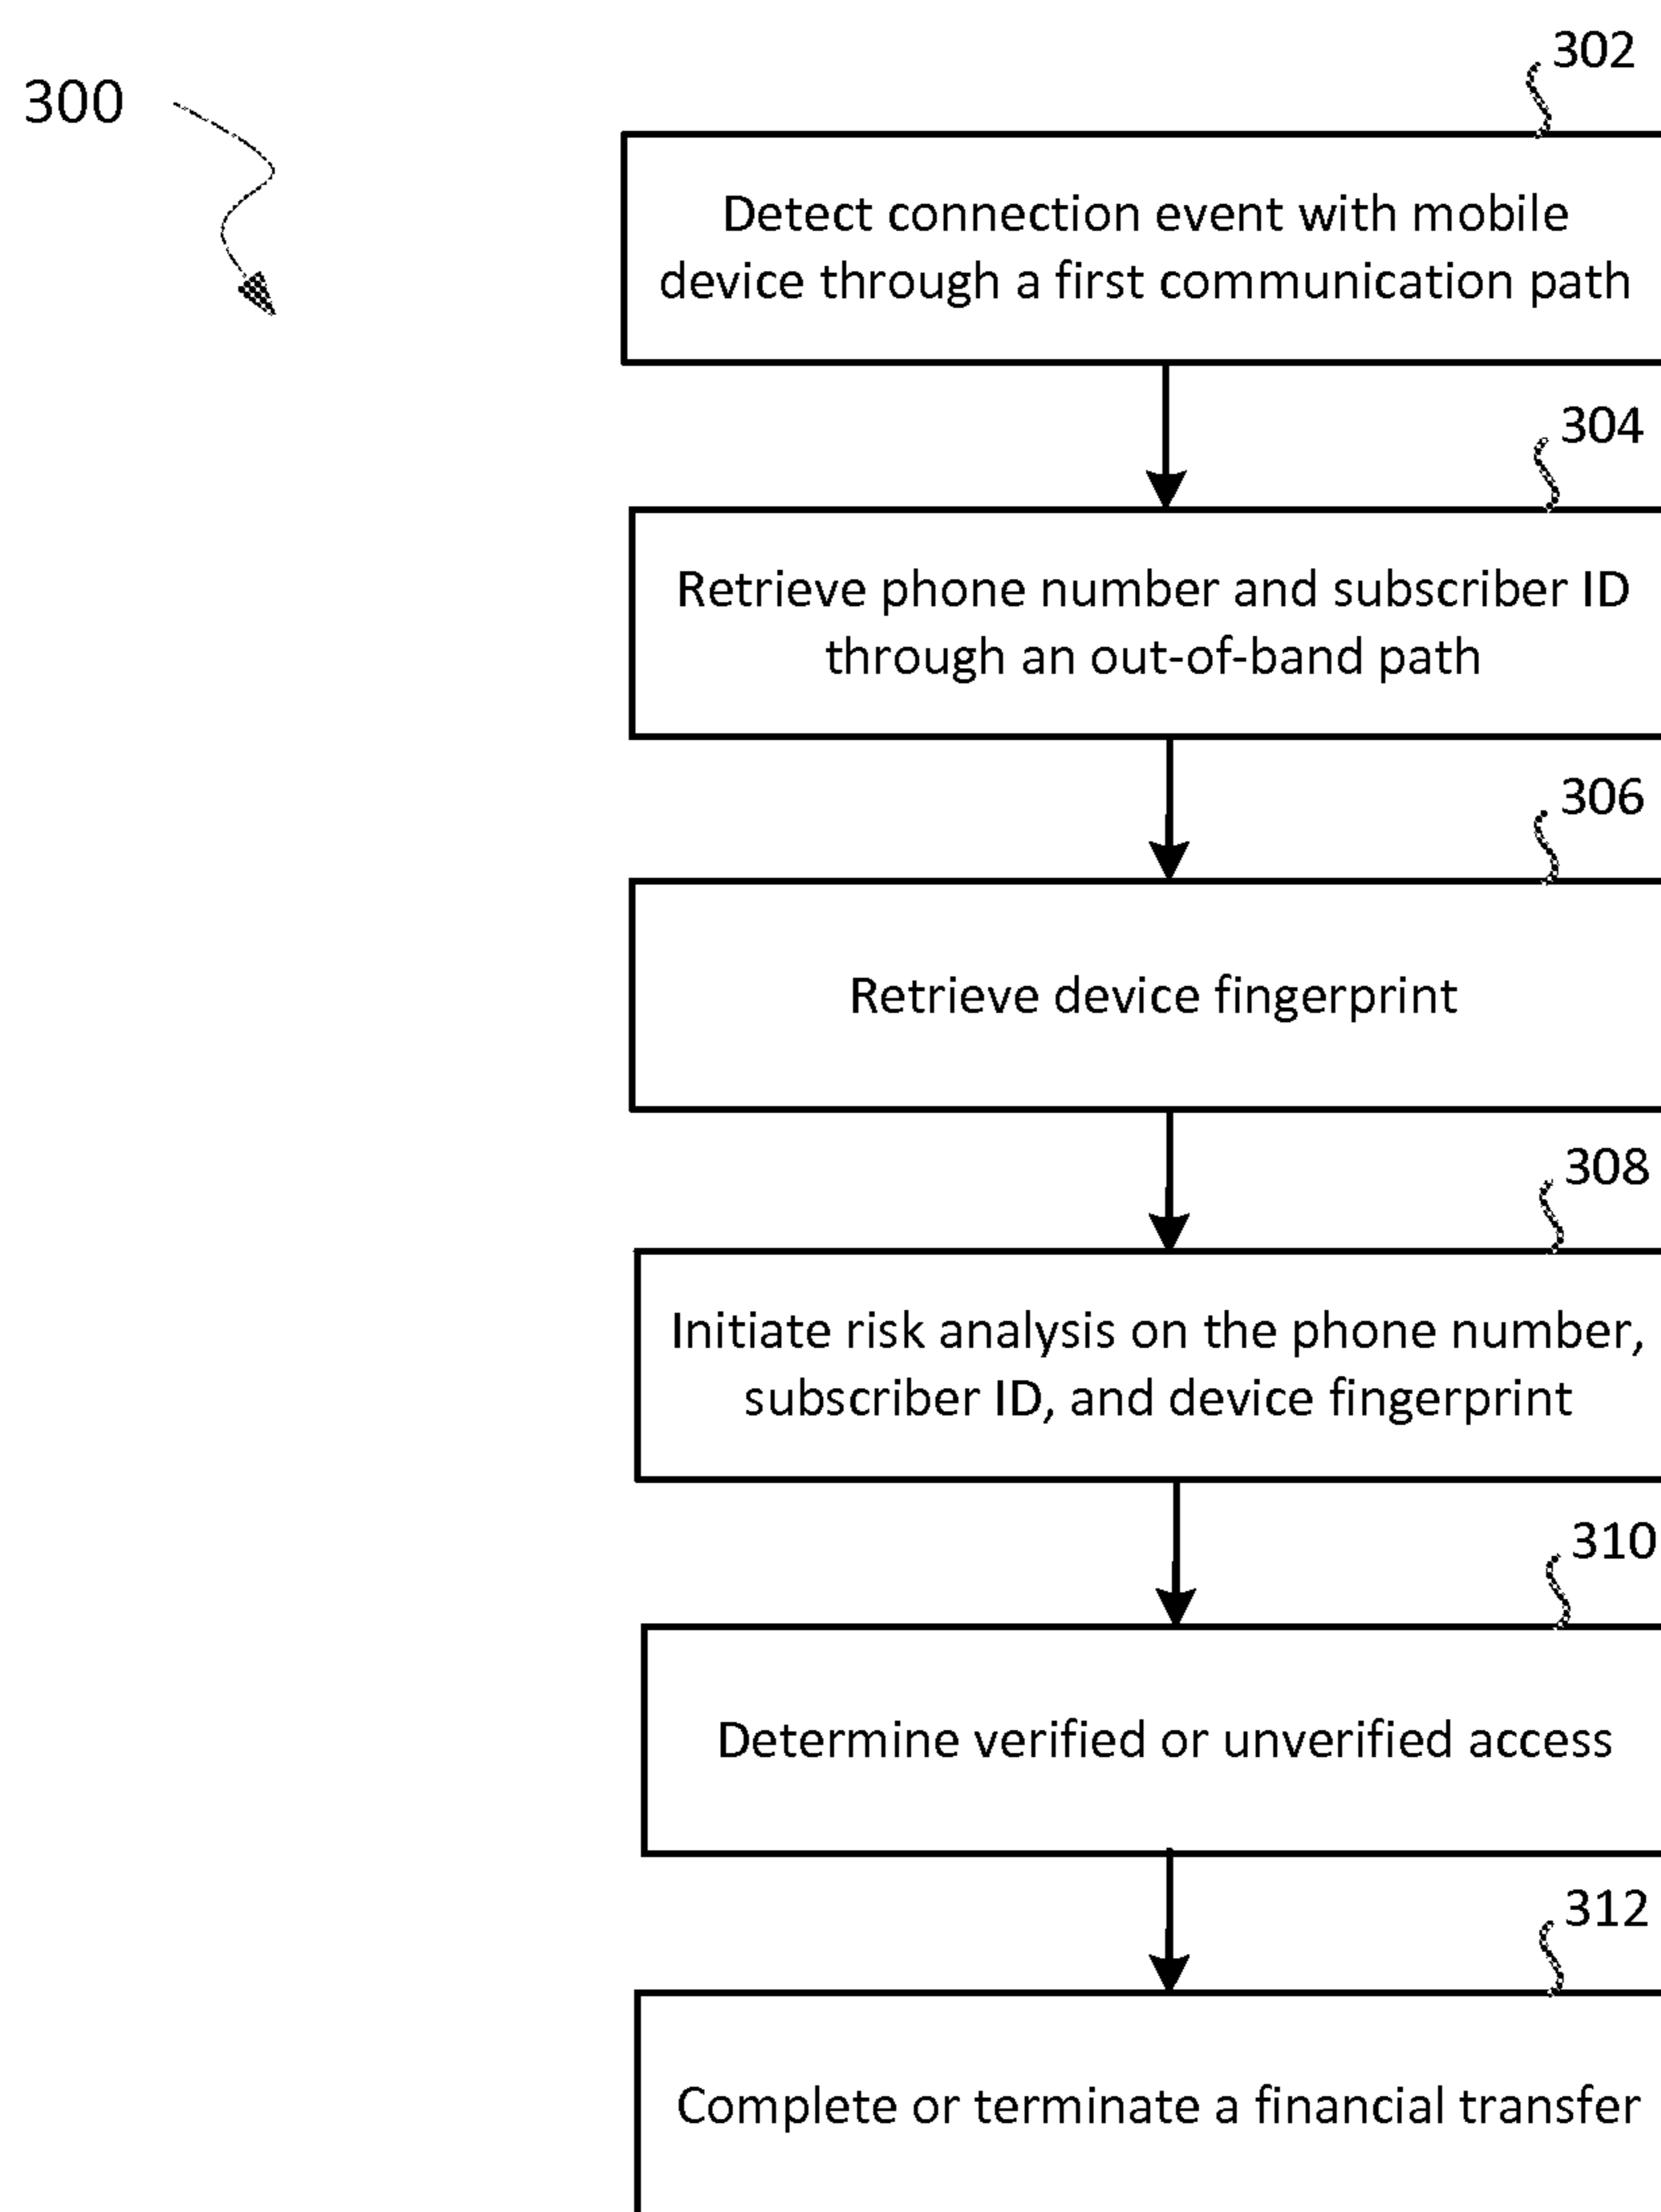 300
302
Detect connection event with mobile
device through a first communication path
304
Retrieve phone number and subscriber ID
through an out-of-band path
306
Retrieve device fingerprint
308
Initiate risk analysis on the phone number,
subscriber ID, and device fingerprint
310
Determine verified or unverified access
312
Complete or terminate a financial transfer